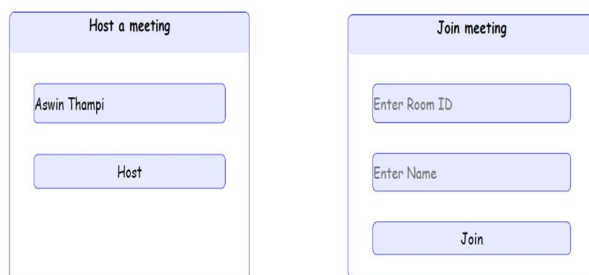 Host a meeting
Aswin Thampi
Host
Join meeting
Enter Room ID
Enter Name
Join